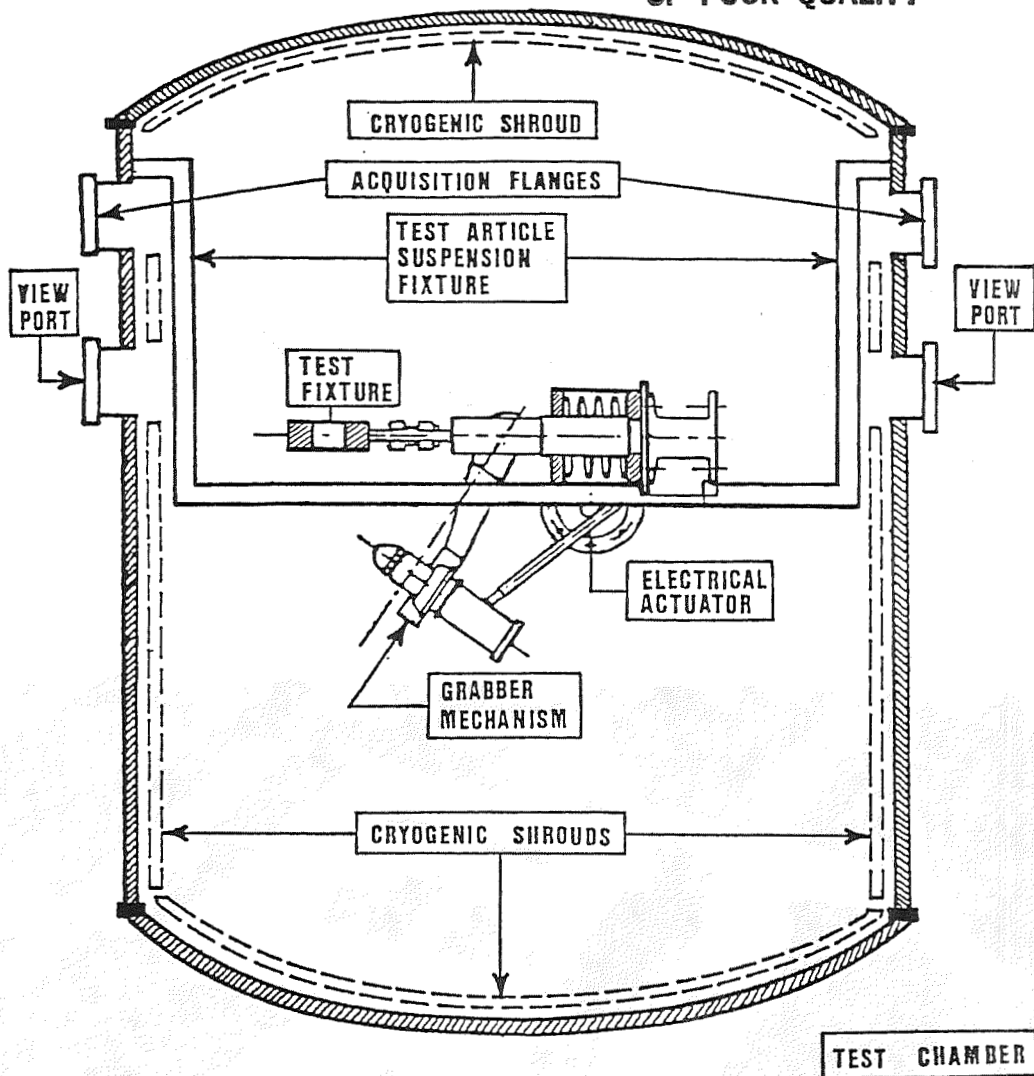 CRYOGENIC SHROUD
ACQUISITION FLANGES
TEST ARTICLE
SUSPENSION
FIXTURE
VIEW
PORT
VIEW
PORT
TEST
FIXTURE
ELECTRICAL
ACTUATOR
GRABBER
MECHANISM
CRYOGENIC SHROUDS
TEST CHAMBER